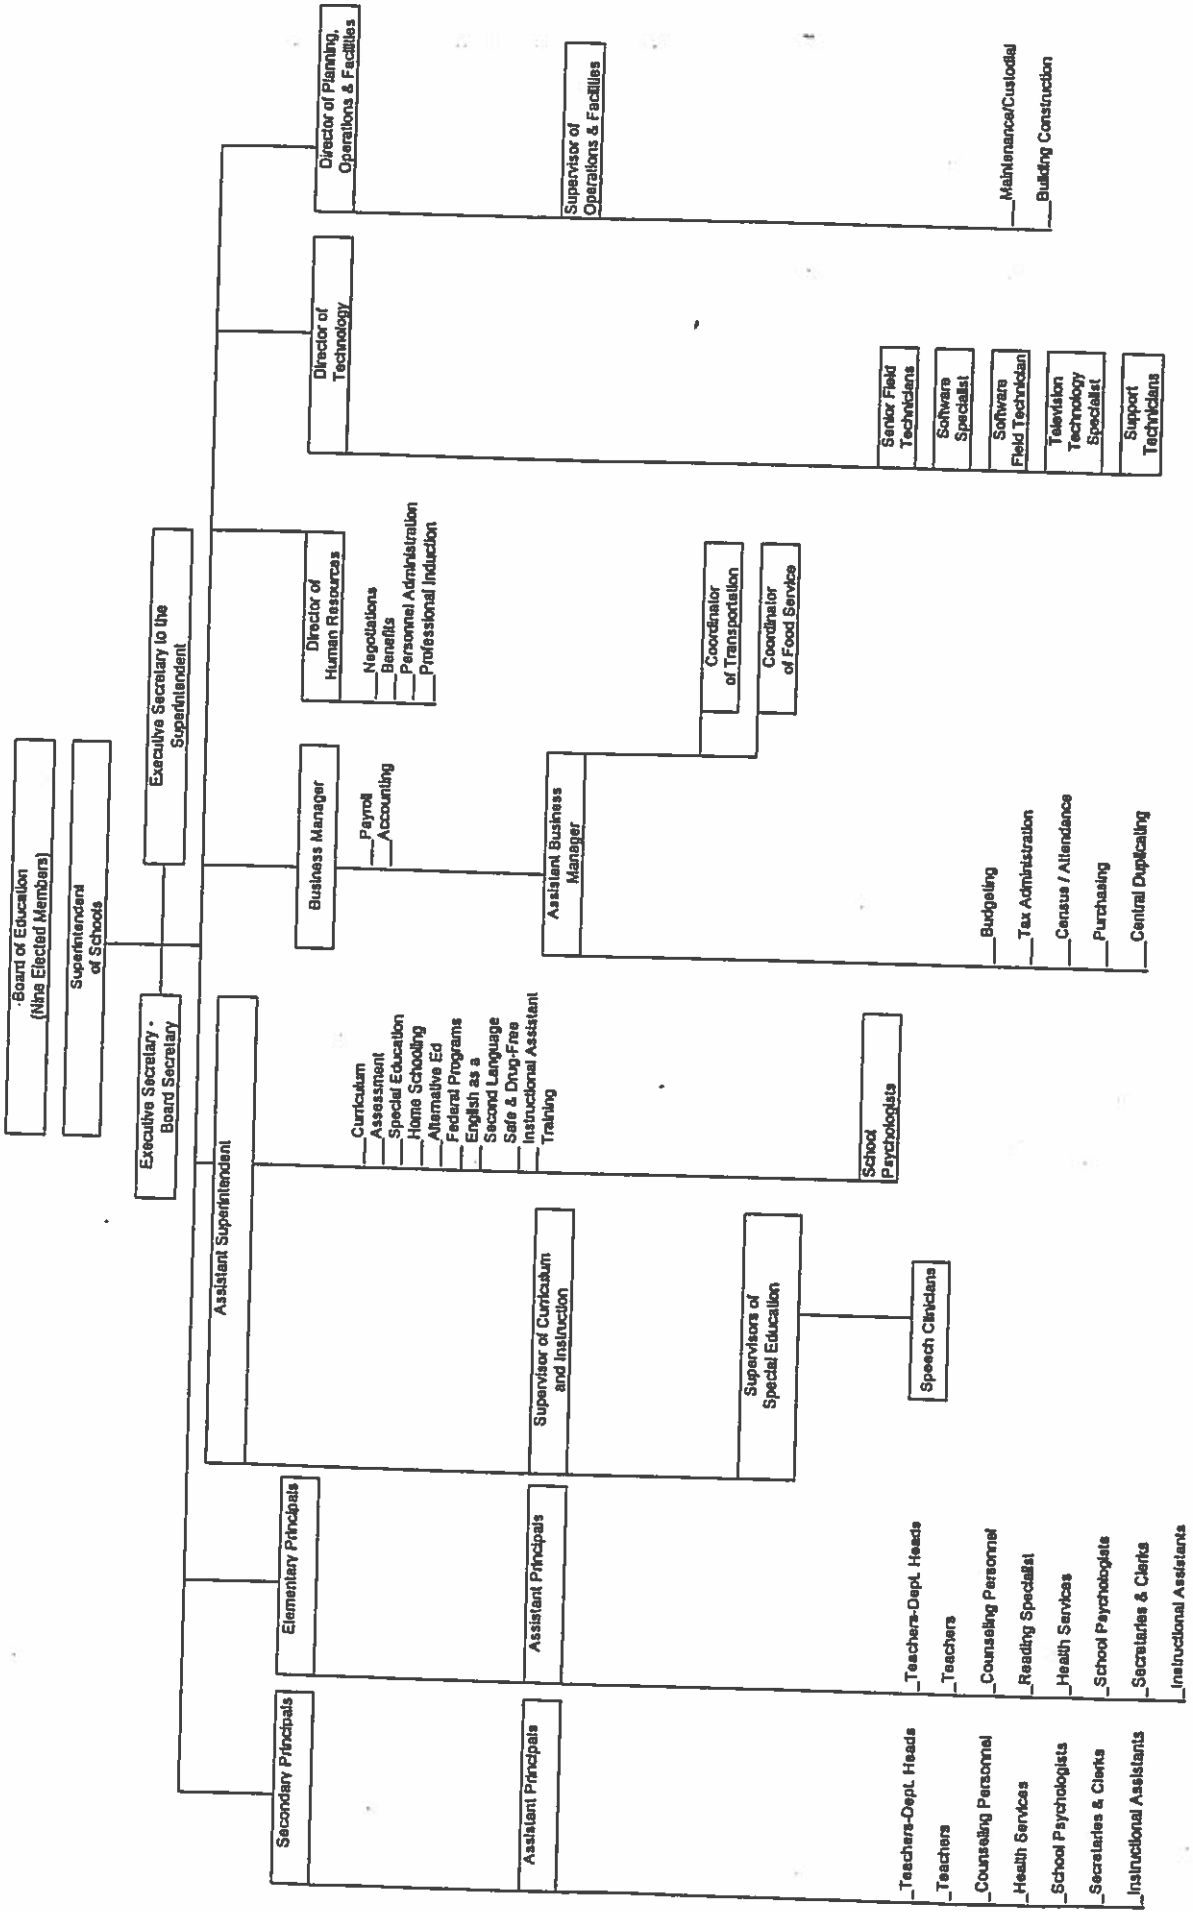 Board of Education
(Nine Elected Members)
Superintendent
of Schools
Executive Secretary -
Board Secretary
Executive Secretary to the
Superintendent
Secondary Principals
Assistant Principals
Teachers-Dept. Heads
Teachers
Counseling Personnel
Health Services
School Psychologists
Secretaries & Clerks
Instructional Assistants
Elementary Principals
Assistant Principals
Teachers-Dept. Heads
Teachers
Counseling Personnel
Reading Specialist
Health Services
School Psychologists
Secretaries & Clerks
Instructional Assistants
Assistant Superintendent
Curriculum
Assessment
Special Education
Home Schooling
Alternative Ed
Federal Programs
English as a
Second Language
Safe & Drug-Free
Instructional Assistant
Training
Supervisor of Curriculum
and Instruction
Supervisors of
Special Education
Speech Clinicians
School
Psychologists
Business Manager
Payroll
Accounting
Assistant Business
Manager
Coordinator
of Transportation
Coordinator
of Food Service
Budgeting
Tax Administration
Census / Attendance
Purchasing
Central Duplicating
Director of
Human Resources
Negotiations
Benefits
Personnel Administration
Professional Induction
Director of
Technology
Senior Field
Technicians
Software
Specialist
Software
Field Technician
Television
Technology
Specialist
Support
Technicians
Director of Planning,
Operations & Facilities
Supervisor of
Operations & Facilities
Maintenance/Custodial
Building Construction